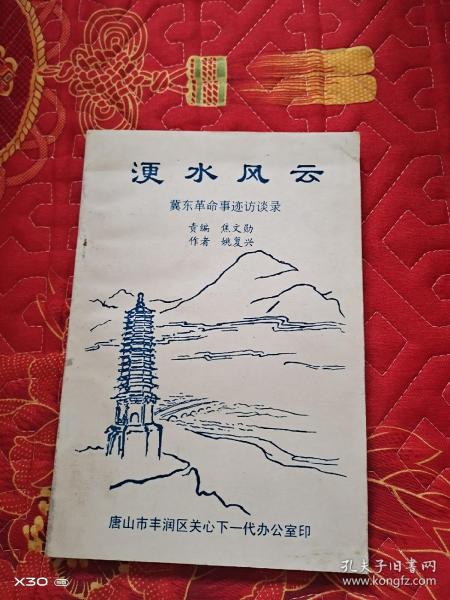 浭水风云
冀东革命事迹访谈录
责编 焦文勋
作者 姚复兴
唐山市丰润区关心下一代办公室印
X30
孔夫子旧书网
www.kongfz.com